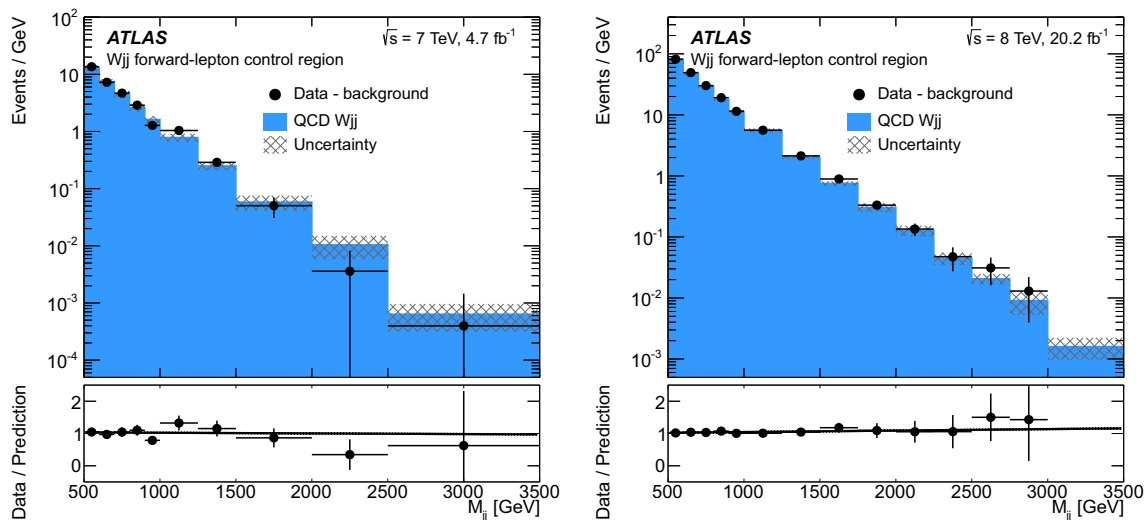 Events / GeV
10²
10
1
10⁻¹
10⁻²
10⁻³
10⁻⁴
ATLAS
√s = 7 TeV, 4.7 fb⁻¹
Wjj forward-lepton control region
Data - background
QCD Wjj
Uncertainty
Data / Prediction
2
1
0
500 1000 1500 2000 2500 3000 3500
M_jj [GeV]
Events / GeV
10²
10
1
10⁻¹
10⁻²
10⁻³
ATLAS
√s = 8 TeV, 20.2 fb⁻¹
Wjj forward-lepton control region
Data - background
QCD Wjj
Uncertainty
Data / Prediction
2
1
0
500 1000 1500 2000 2500 3000 3500
M_jj [GeV]